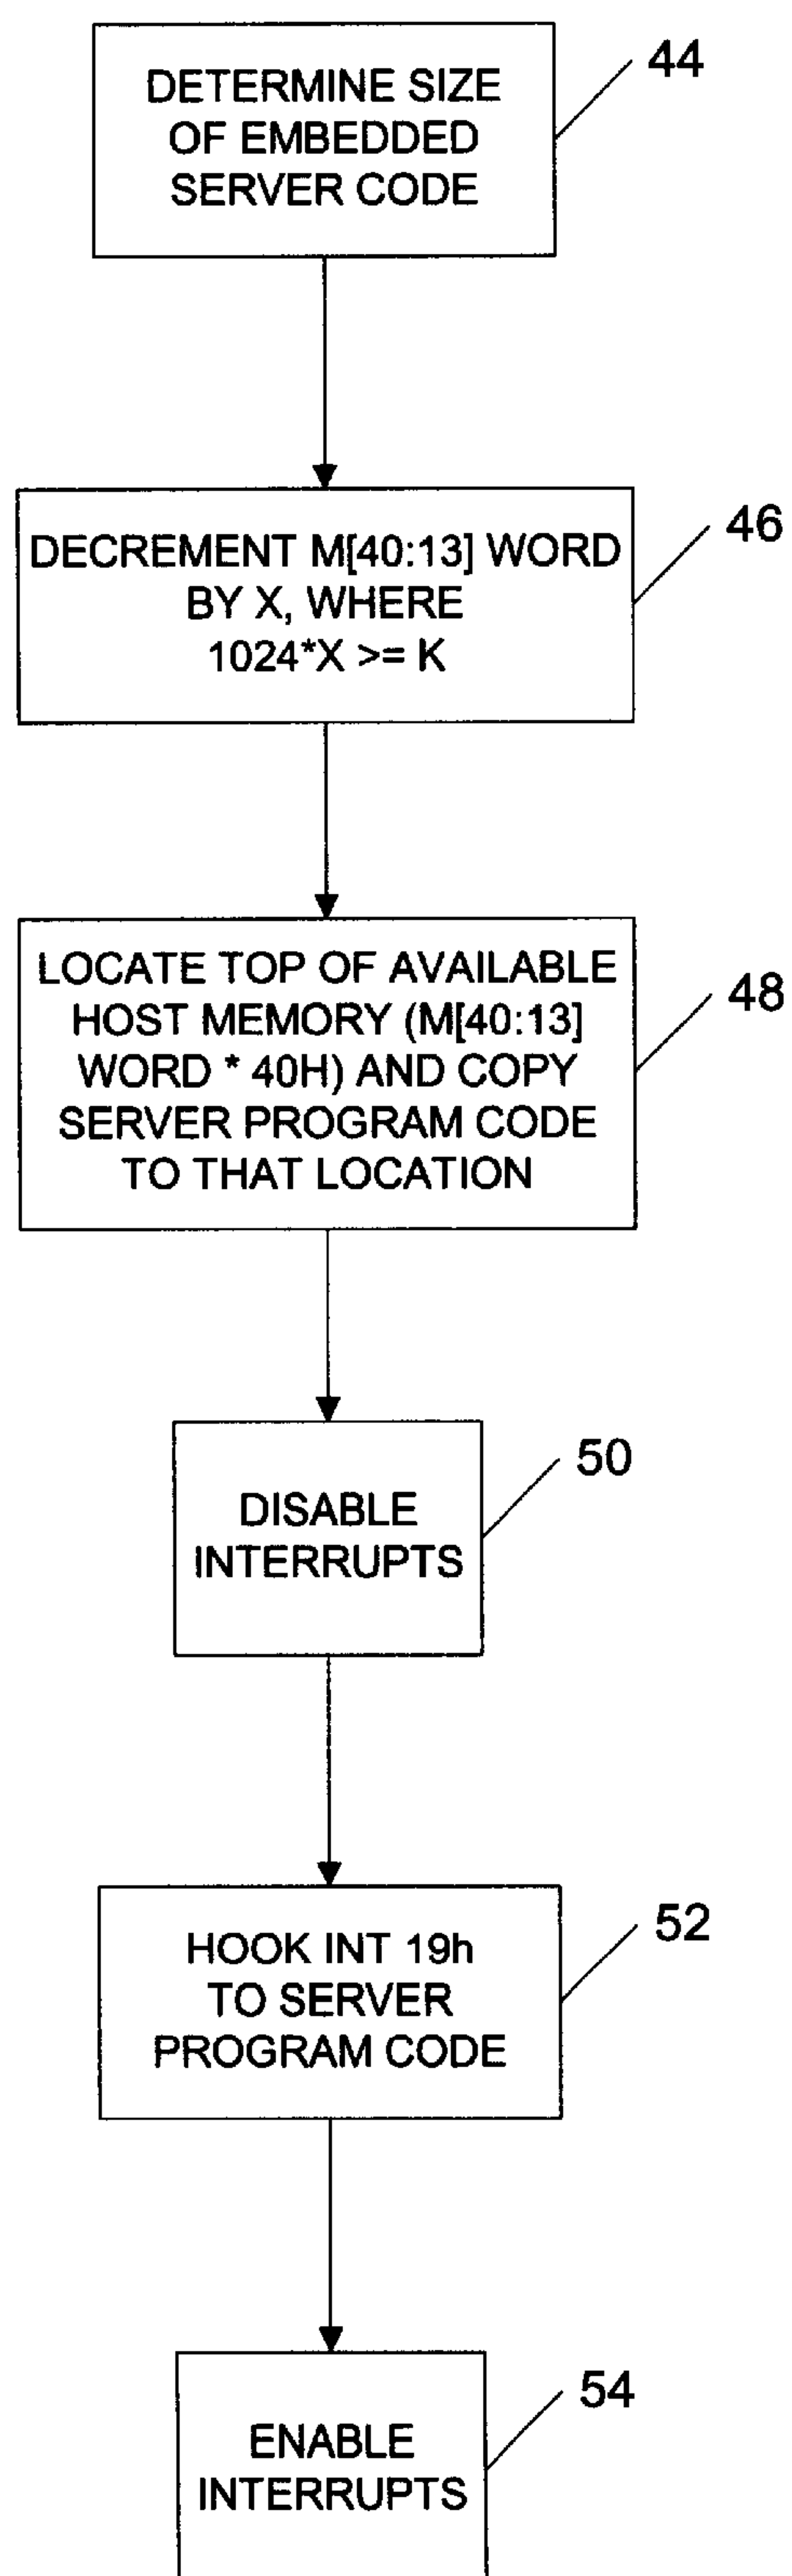 DETERMINE SIZE
OF EMBEDDED
SERVER CODE
44
DECREMENT M[40:13] WORD
BY X, WHERE
1024*X >= K
46
LOCATE TOP OF AVAILABLE
HOST MEMORY (M[40:13]
WORD * 40H) AND COPY
SERVER PROGRAM CODE
TO THAT LOCATION
48
DISABLE
INTERRUPTS
50
HOOK INT 19h
TO SERVER
PROGRAM CODE
52
ENABLE
INTERRUPTS
54